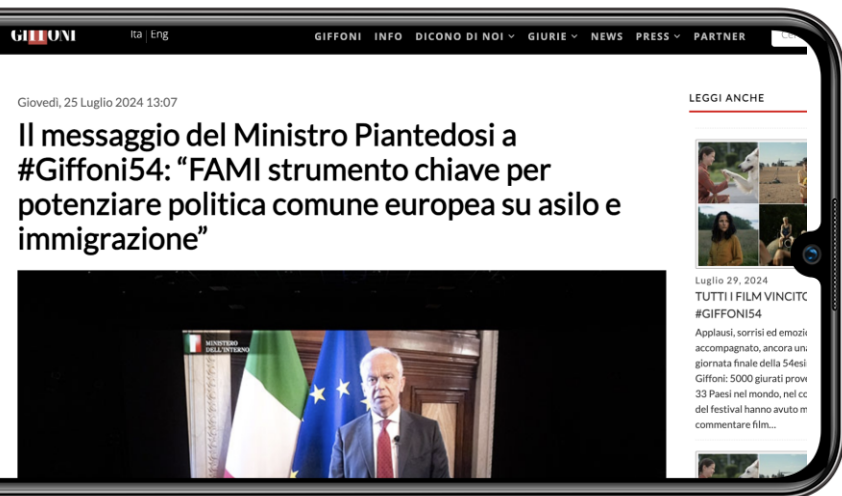 GIFFONI
Ita | Eng
GIFFONI INFO DICONO DI NOI GIURIE NEWS PRESS PARTNER
Giovedì, 25 Luglio 2024 13:07
Il messaggio del Ministro Piantedosi a
#Giffoni54: “FAMI strumento chiave per
potenziare politica comune europea su asilo e
immigrazione”
MINISTERO
DELL'INTERNO
LEGGI ANCHE
Luglio 29, 2024
TUTTI I FILM VINCITO
#GIFFONI54
Applausi, sorrisi ed emozi
accompagnato, ancora un
giornata finale della 54esi
Giffoni: 5000 giurati prove
33 Paesi nel mondo, nel co
del festival hanno avuto m
commentare film...